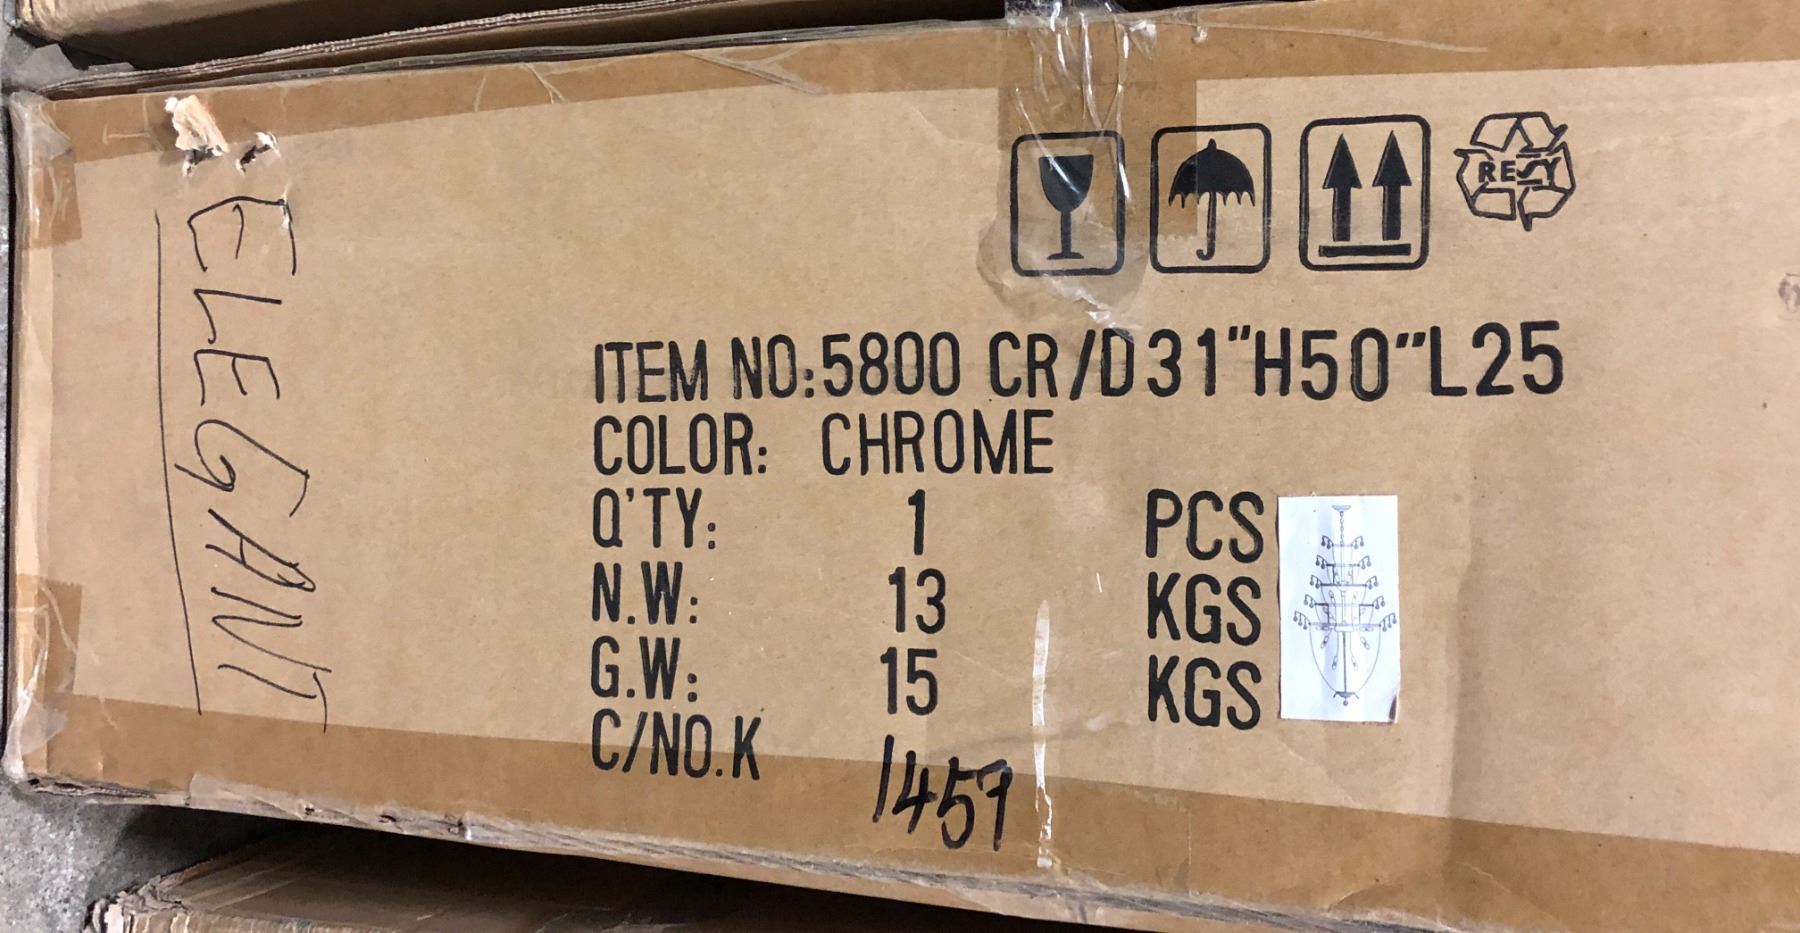 RESY
ITEM NO:5800 CR/D31"H50"L25
COLOR: CHROME
Q'TY: 1 PCS
N.W: 13 KGS
G.W: 15 KGS
C/NO.K 1459
ELEGANT